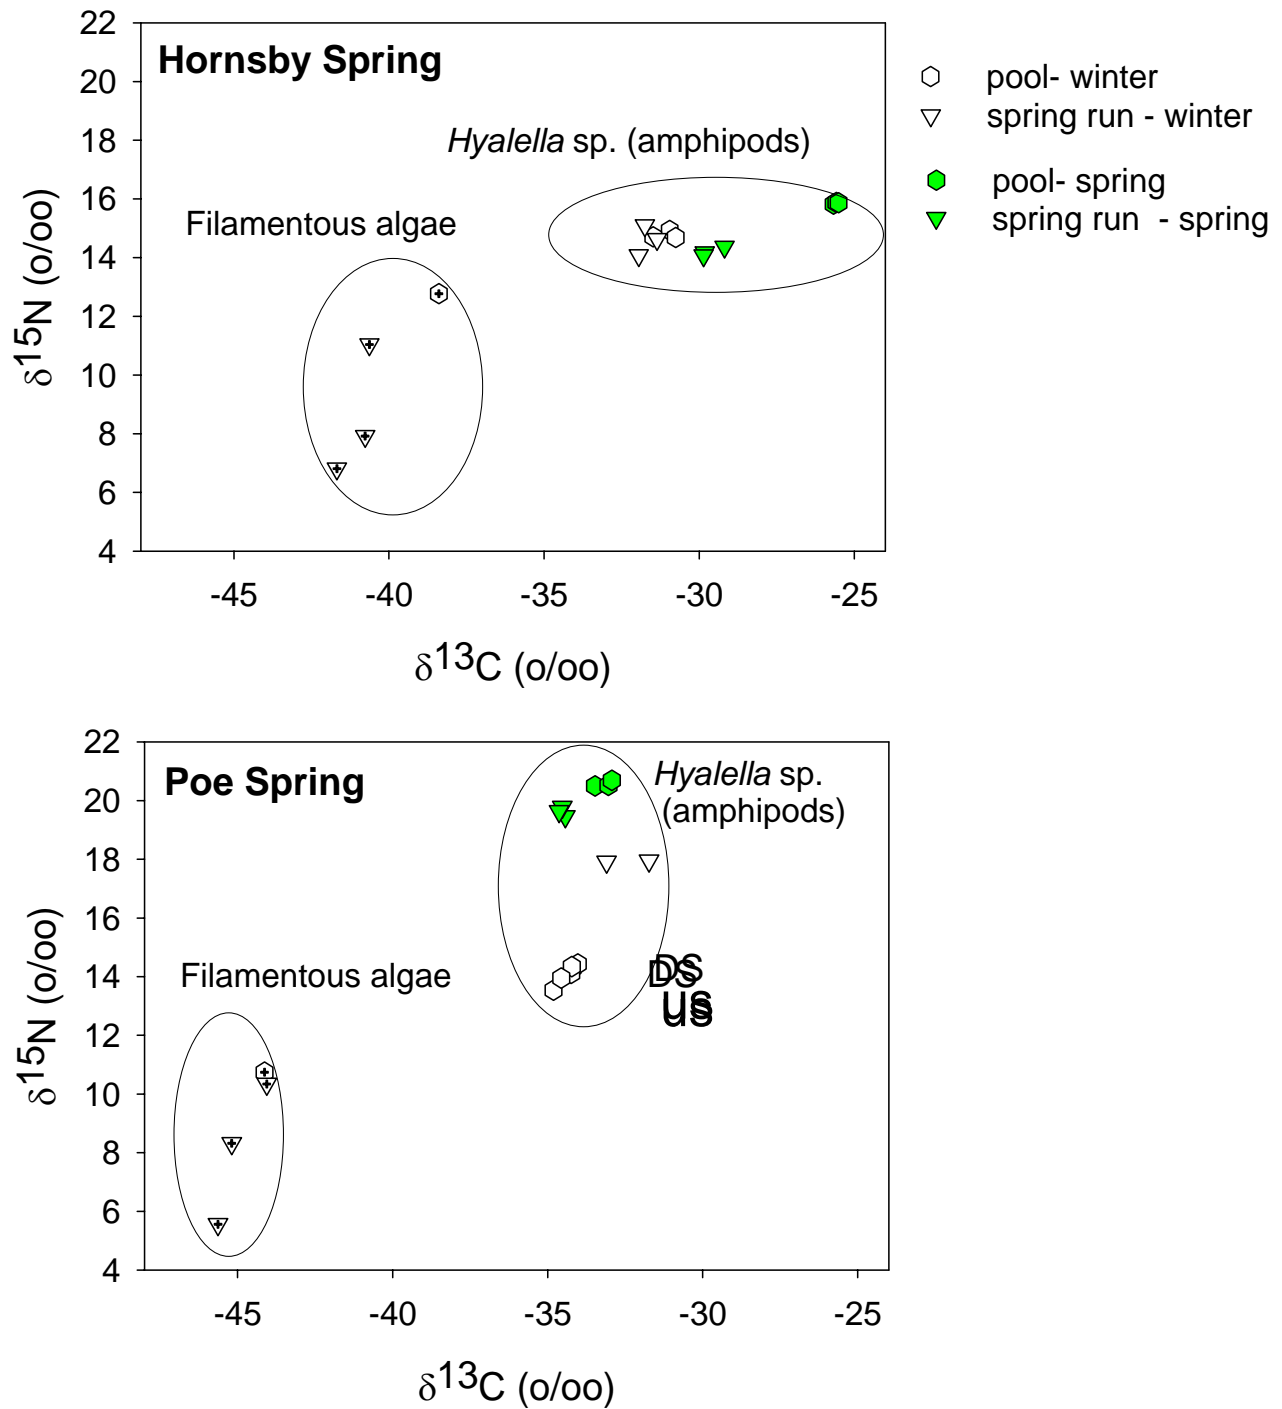 Hornsby Spring
pool- winter
spring run - winter
pool- spring
spring run  - spring
Hyalella sp. (amphipods)
Filamentous algae
22
20
18
16
14
12
10
8
6
4
δ15N (o/oo)
-45
-40
-35
-30
-25
δ13C (o/oo)
Poe Spring
Hyalella sp.
(amphipods)
Filamentous algae
DS
DS
us
us
22
20
18
16
14
12
10
8
6
4
δ15N (o/oo)
-45
-40
-35
-30
-25
δ13C (o/oo)